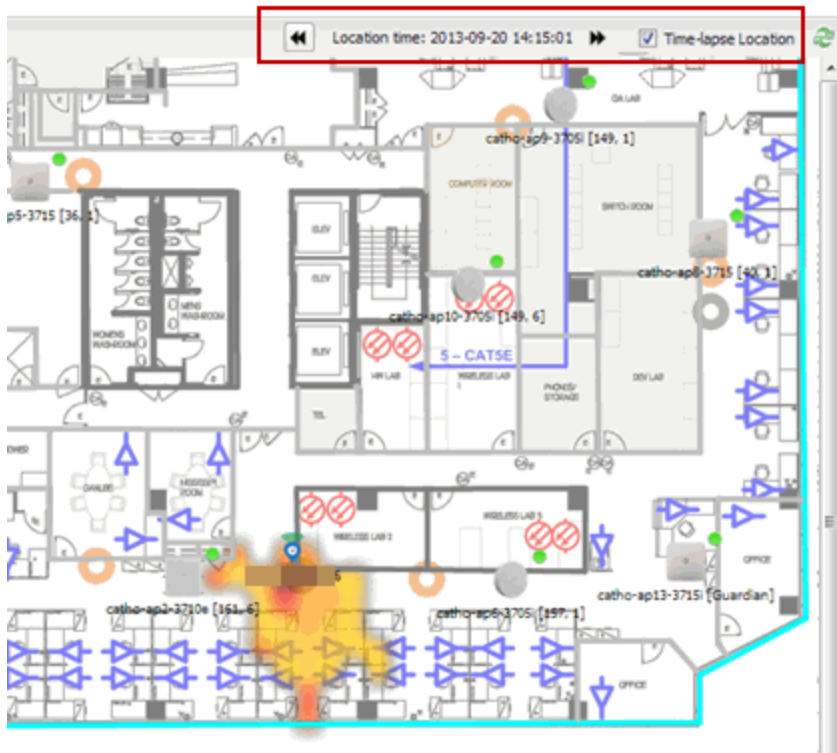 Location time: 2013-09-20 14:15:01
Time-lapse Location
QA LAB
catho-ap9-3705i [149, 1]
COMPUTER ROOM
SWITCH ROOM
p5-3715 [36, 1]
ELEV
ELEV
ELEV
MENS
WASHROOM
WOMENS
WASHROOM
catho-ap8-3715 [40, 1]
catho-ap10-3705i [149, 6]
5 – CAT5E
HW LAB
WIRELESS LAB
1
PHONES/
STORAGE
DEV LAB
TEL
ROOM
WIRELESS LAB 2
WIRELESS LAB 3
OFFICE
6
catho-ap2-3710e [161, 6]
catho-ap6-3705i [157, 1]
catho-ap13-3715i [Guardian]
OFFICE